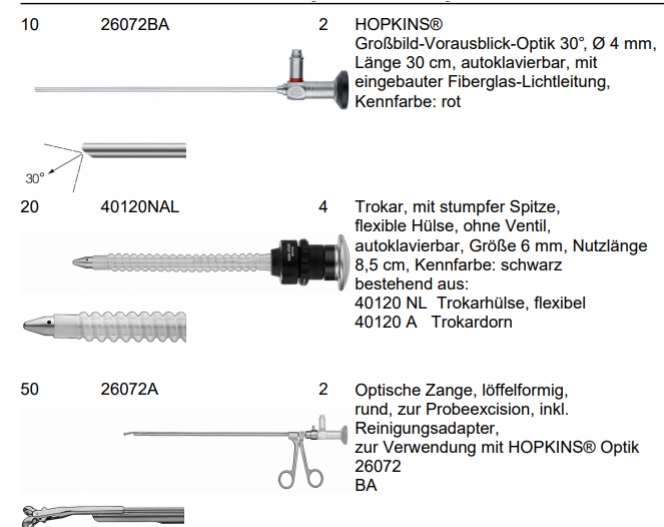 10 26072BA 2 HOPKINS®
Großbild-Vorausblick-Optik 30°, Ø 4 mm,
Länge 30 cm, autoklavierbar, mit
eingebauter Fiberglas-Lichtleitung,
Kennfarbe: rot
30°
20 40120NAL 4 Trokar, mit stumpfer Spitze,
flexible Hülse, ohne Ventil,
autoklavierbar, Größe 6 mm, Nutzlänge
8,5 cm, Kennfarbe: schwarz
bestehend aus:
40120 NL Trokarhülse, flexibel
40120 A Trokardorn
50 26072A 2 Optische Zange, löffelformig,
rund, zur Probeexcision, inkl.
Reinigungsadapter,
zur Verwendung mit HOPKINS® Optik
26072
BA